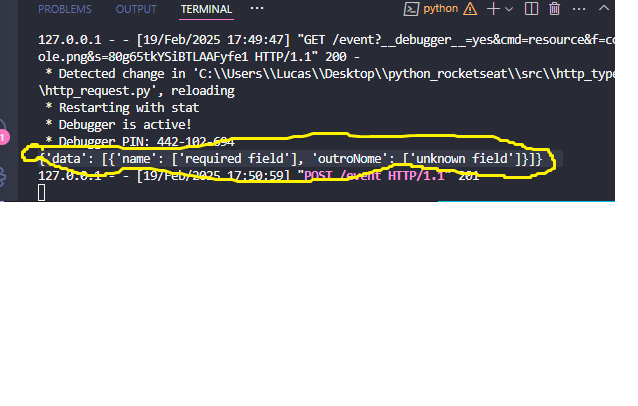 PROBLEMS OUTPUT TERMINAL ··· python
127.0.0.1 - - [19/Feb/2025 17:49:47] "GET /event?__debugger__=yes&cmd=resource&f=co
ole.png&s=80g65tkYSiBTLAAFyfe1 HTTP/1.1" 200 -
* Detected change in 'C:\\Users\\Lucas\\Desktop\\python_rocketseat\\src\\http_type
\http_request.py', reloading
* Restarting with stat
* Debugger is active!
* Debugger PIN: 442-102-694
{'data': [{'name': ['required field'], 'outroNome': ['unknown field']}]}
127.0.0.1 - - [19/Feb/2025 17:50:59] "POST /event HTTP/1.1" 201
1